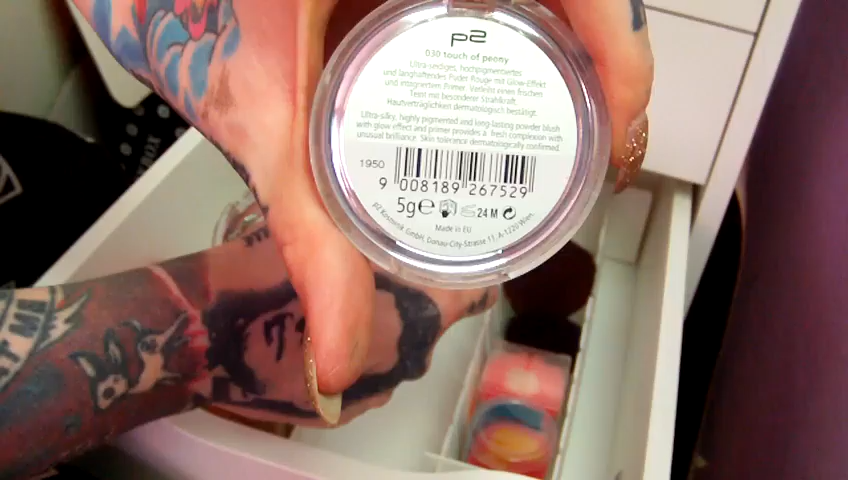 p2
030 touch of peony
Ultra-seidiges, hochpigmentiertes
und langhaftendes Puder Rouge mit Glow-Effekt
und integriertem Primer. Verleiht einen frischen
Teint mit besonderer Strahlkraft.
Hautverträglichkeit dermatologisch bestätigt.
Ultra-silky, highly pigmented and long-lasting powder blush
with glow effect and primer provides a fresh complexion with
unusual brilliance. Skin tolerance dermatologically confirmed.
1950
9 008189 267529
5g e 24 M
Made in EU
p2 Kosmetik GmbH, Donau-City-Strasse 11, A-1220 Wien